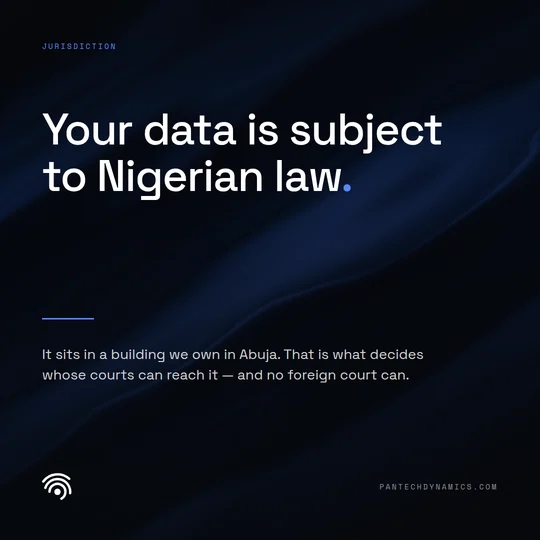 JURISDICTION
Your data is subject
to Nigerian law.
It sits in a building we own in Abuja. That is what decides
whose courts can reach it — and no foreign court can.
PANTECHDYNAMICS.COM